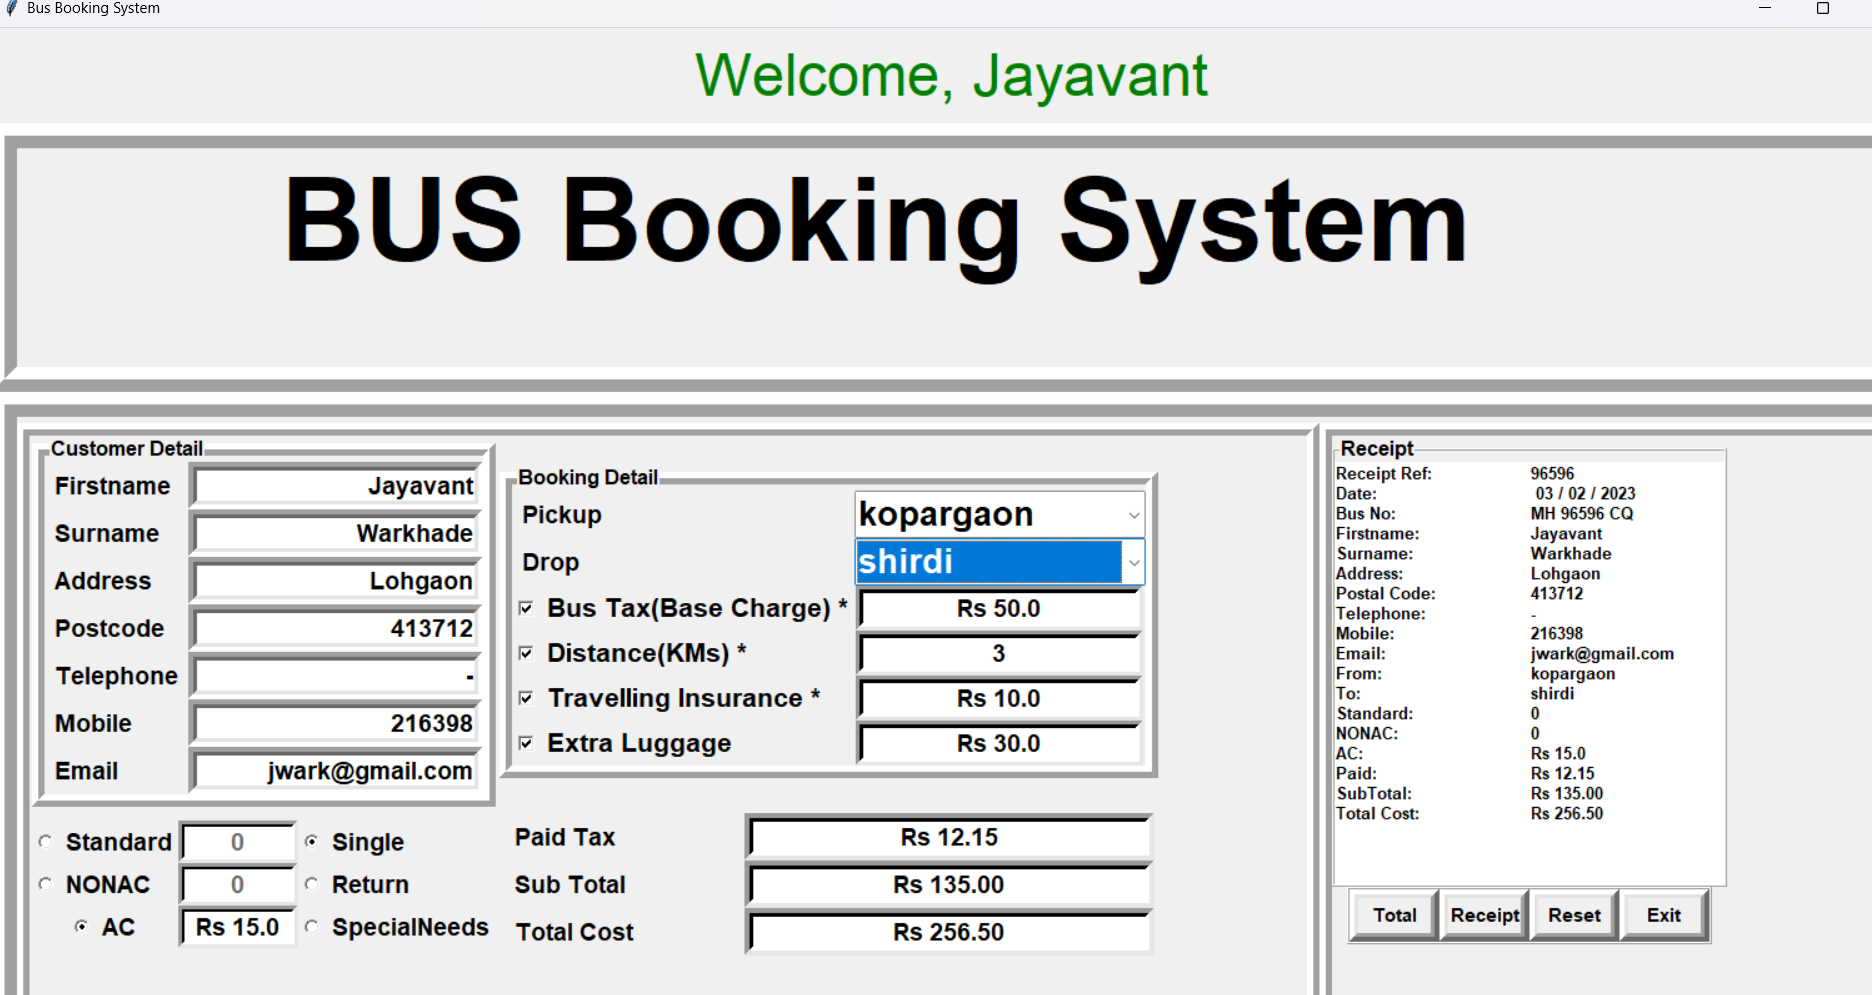 Bus Booking System
Welcome, Jayavant
BUS Booking System
Customer Detail
Firstname Jayavant
Surname Warkhade
Address Lohgaon
Postcode 413712
Telephone -
Mobile 216398
Email jwark@gmail.com
Booking Detail
Pickup kopargaon
Drop shirdi
Bus Tax(Base Charge) * Rs 50.0
Distance(KMs) * 3
Travelling Insurance * Rs 10.0
Extra Luggage Rs 30.0
Standard 0 Single
NONAC 0 Return
AC Rs 15.0 SpecialNeeds
Paid Tax Rs 12.15
Sub Total Rs 135.00
Total Cost Rs 256.50
Receipt
Receipt Ref: 96596
Date: 03 / 02 / 2023
Bus No: MH 96596 CQ
Firstname: Jayavant
Surname: Warkhade
Address: Lohgaon
Postal Code: 413712
Telephone: -
Mobile: 216398
Email: jwark@gmail.com
From: kopargaon
To: shirdi
Standard: 0
NONAC: 0
AC: Rs 15.0
Paid: Rs 12.15
SubTotal: Rs 135.00
Total Cost: Rs 256.50
Total Receipt Reset Exit